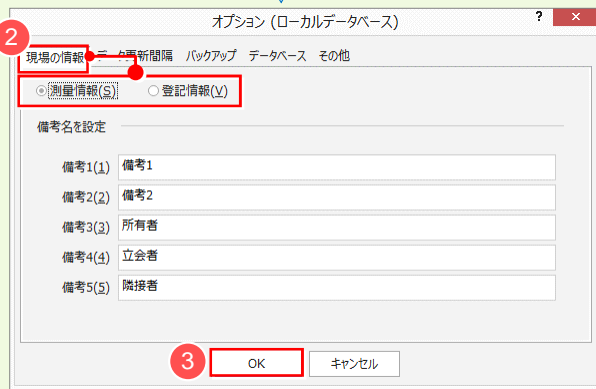 オプション (ローカルデータベース)
? ×
2
現場の情報 データ更新間隔 バックアップ データベース その他
測量情報(S) 登記情報(V)
備考名を設定
備考1(1) 備考1
備考2(2) 備考2
備考3(3) 所有者
備考4(4) 立会者
備考5(5) 隣接者
3 OK キャンセル